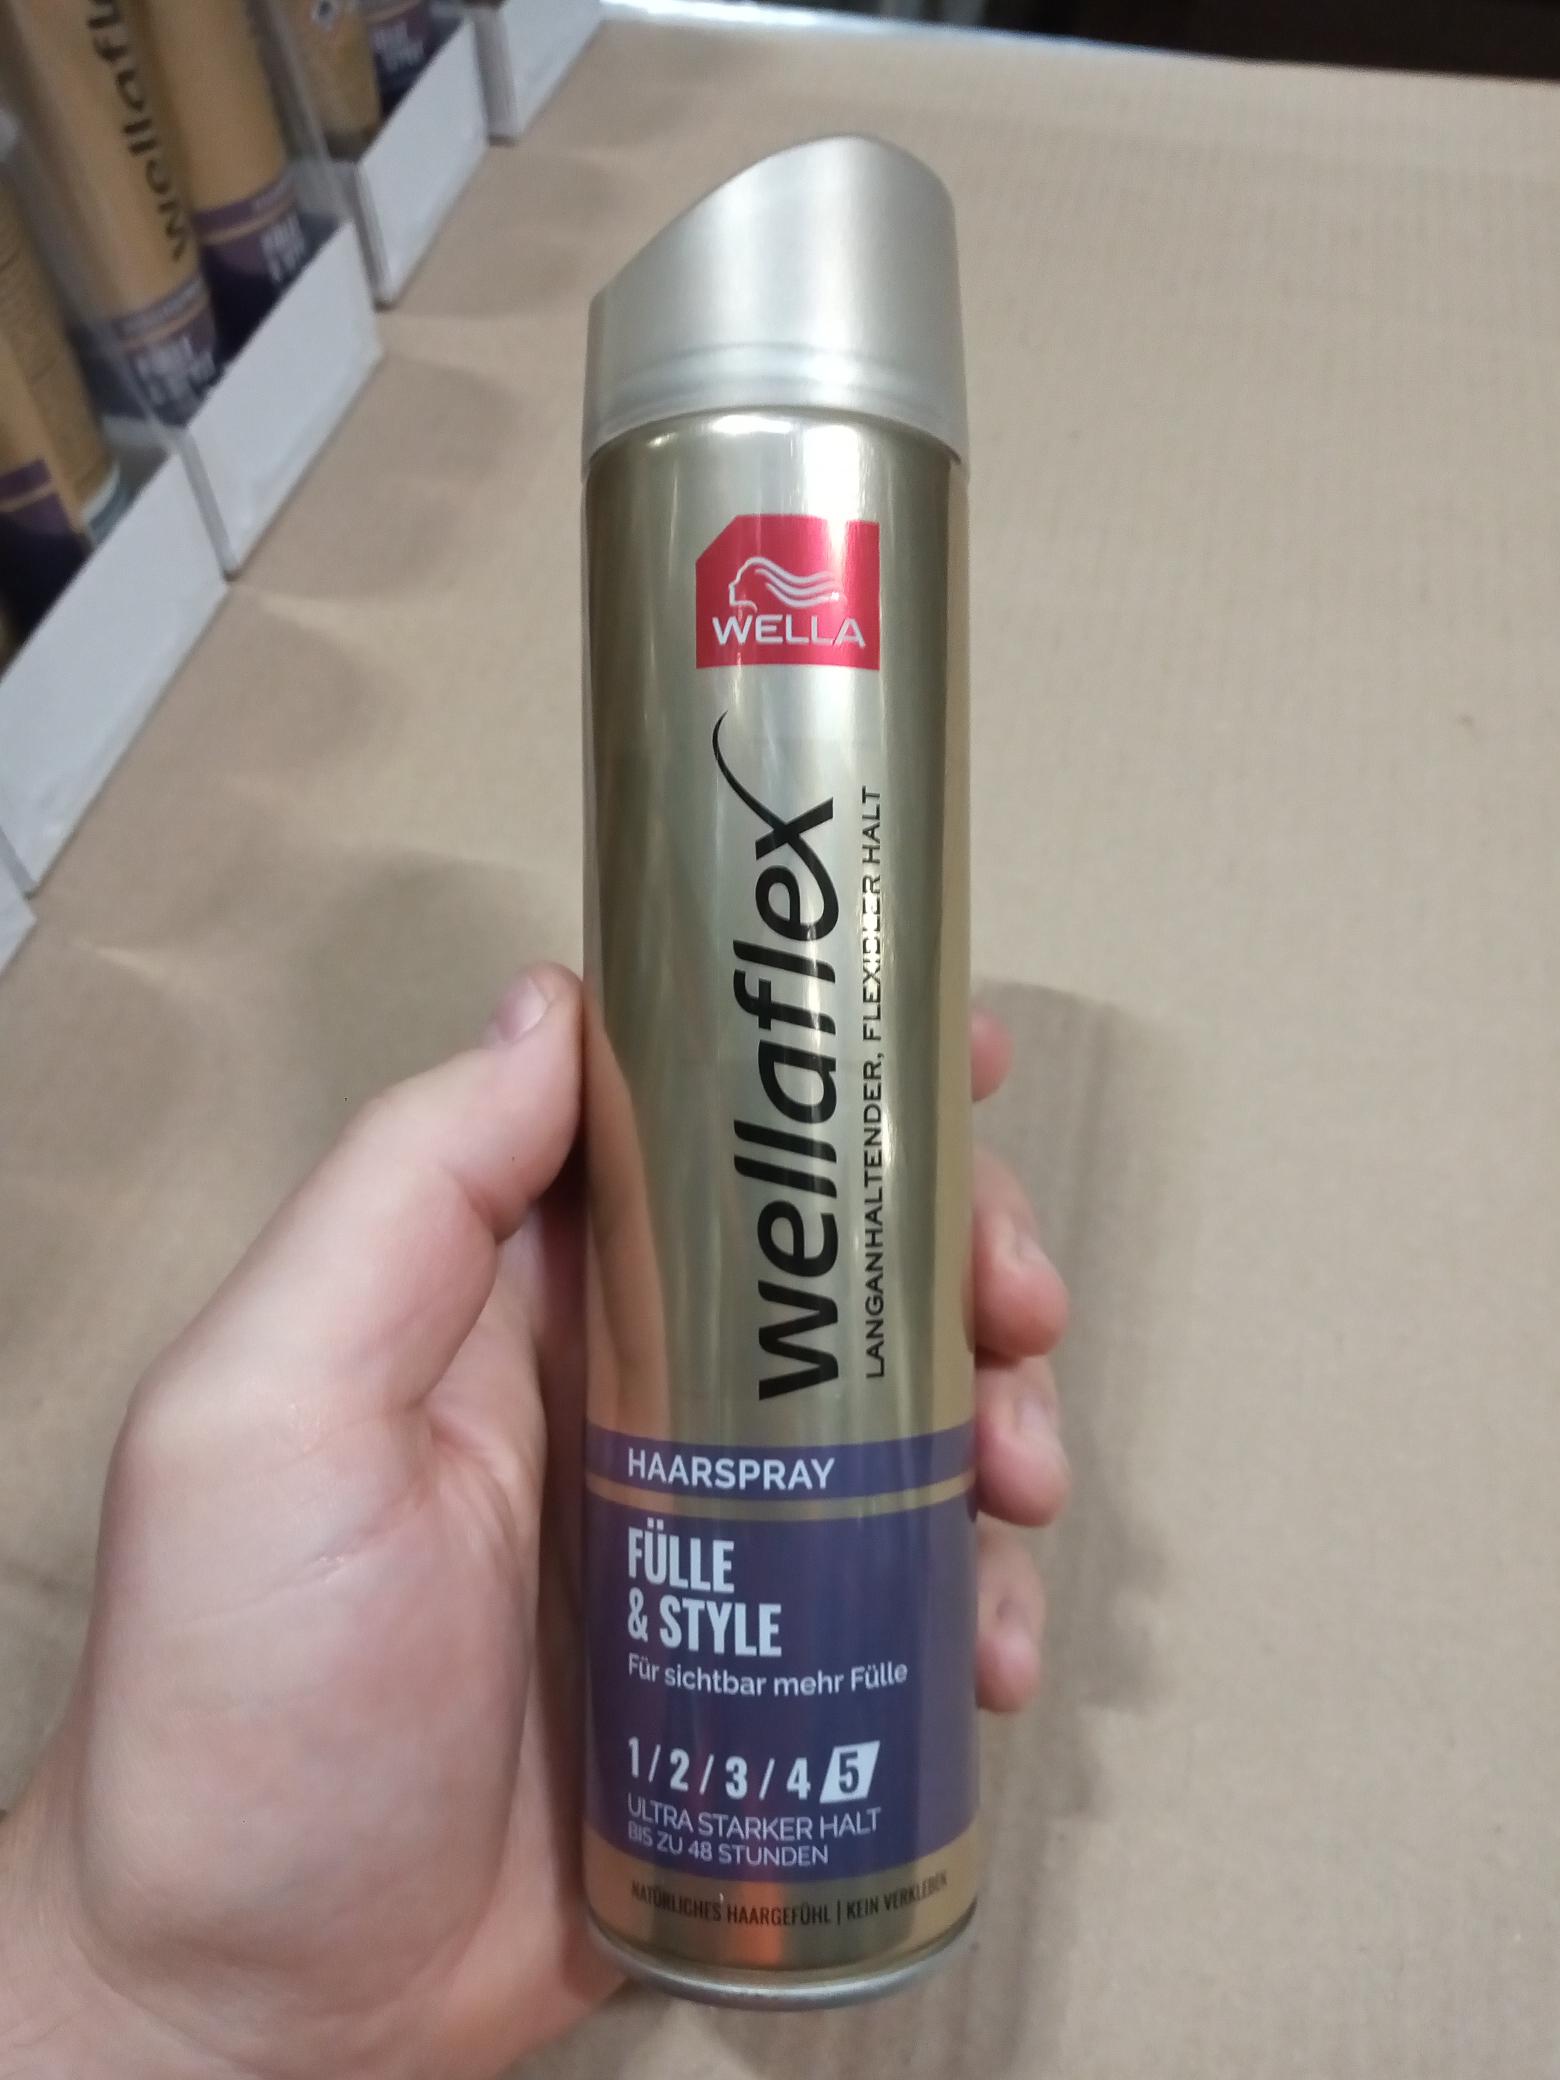 WELLA
wellaflex
LANGANHALTENDER, FLEXIBLER HALT
HAARSPRAY
FÜLLE
& STYLE
Für sichtbar mehr Fülle
1 / 2 / 3 / 4 5
ULTRA STARKER HALT
BIS ZU 48 STUNDEN
NATÜRLICHES HAARGEFÜHL | KEIN VERKLEBEN